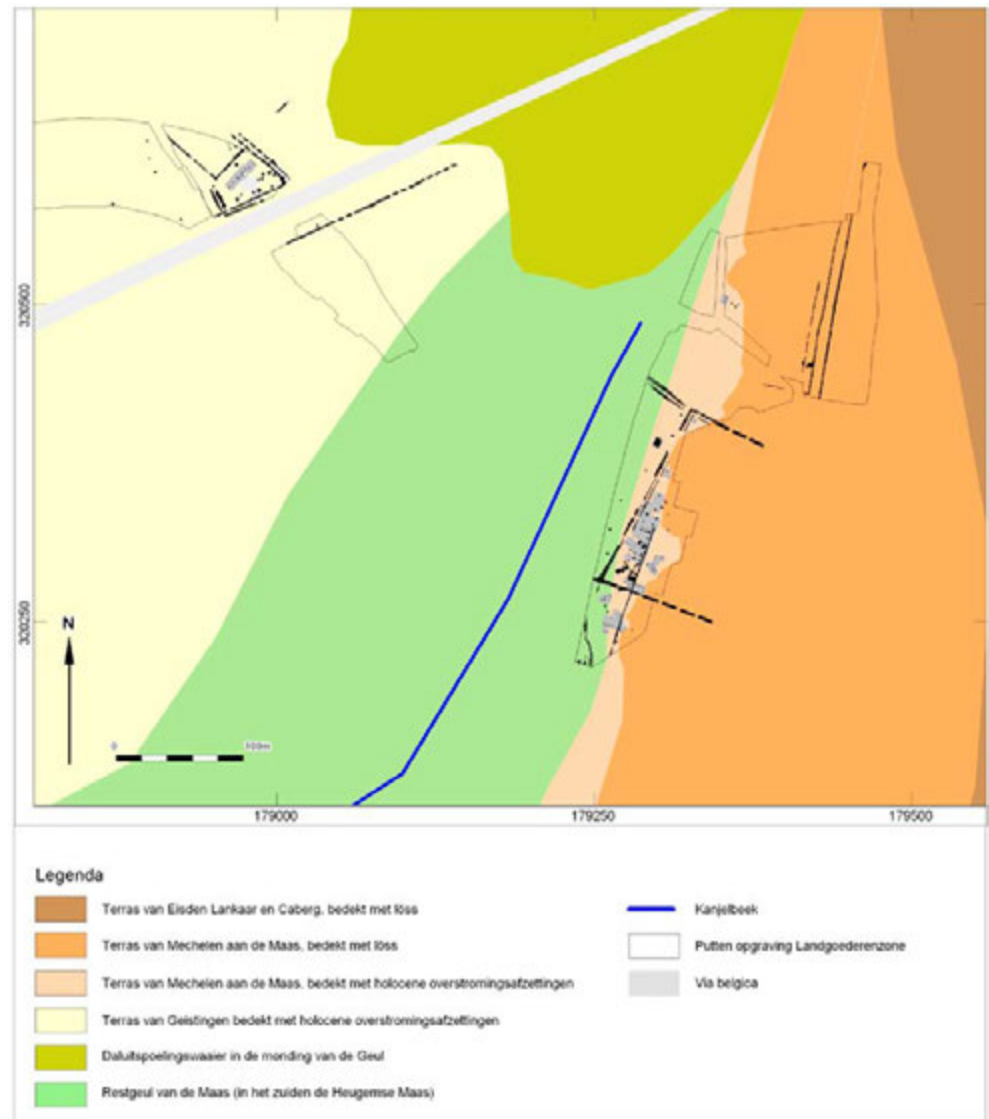 320500
320250
N
0
100m
179000
179250
179500
Legenda
Terras van Eisden Lankaar en Caberg, bedekt met löss
Terras van Mechelen aan de Maas, bedekt met löss
Terras van Mechelen aan de Maas, bedekt met holocene overstromingsafzettingen
Terras van Geistingen bedekt met holocene overstromingsafzettingen
Daluitspoelingswaaier in de monding van de Geul
Restgeul van de Maas (in het zuiden de Heugemse Maas)
Kanjelbeek
Putten opgraving Landgoederenzone
Via belgica